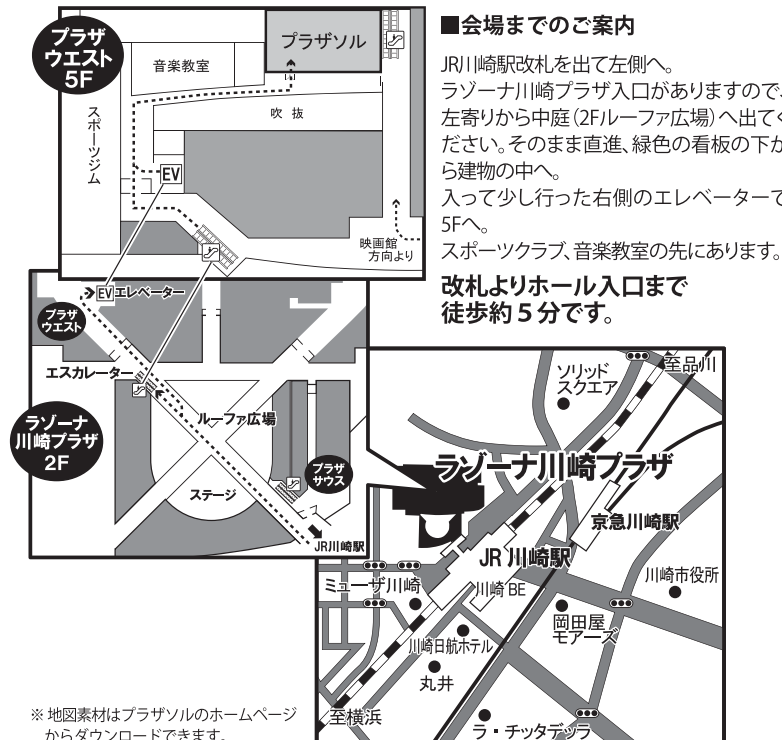 プラザ
ウエスト
5F
プラザソル
音楽教室
吹 抜
スポーツジム
EV
映画館
方向より
■会場までのご案内
JR川崎駅改札を出て左側へ。
ラゾーナ川崎プラザ入口がありますので、
左寄りから中庭(2Fルーファ広場)へ出てく
ださい。そのまま直進、緑色の看板の下か
ら建物の中へ。
入って少し行った右側のエレベーターで
5Fへ。
スポーツクラブ、音楽教室の先にあります。
改札よりホール入口まで
徒歩約5分です。
EV エレベーター
プラザ
ウエスト
エスカレーター
ルーファ広場
ラゾーナ
川崎プラザ
2F
プラザ
サウス
ステージ
JR川崎駅
至品川
ソリッド
スクエア
ラゾーナ川崎プラザ
京急川崎駅
JR 川崎駅
川崎市役所
ミューザ川崎
川崎BE
岡田屋
モアーズ
川崎日航ホテル
丸井
至横浜
ラ・チッタデッラ
※ 地図素材はプラザソルのホームページ
からダウンロードできます。